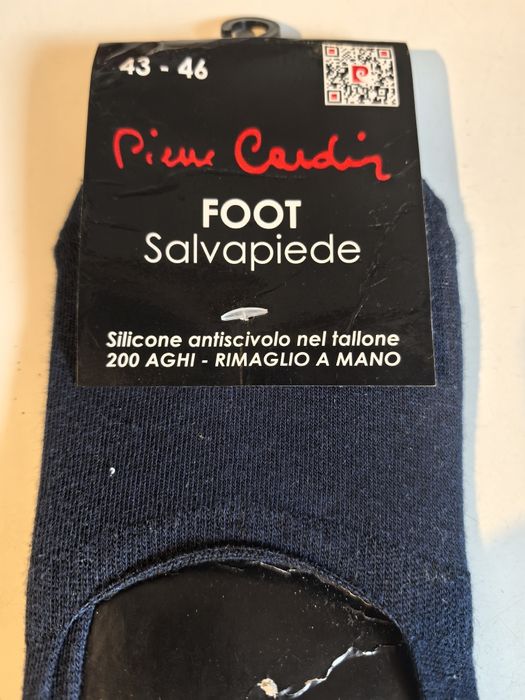 43 - 46
Pierre Cardin
FOOT
Salvapiede
Silicone antiscivolo nel tallone
200 AGHI - RIMAGLIO A MANO